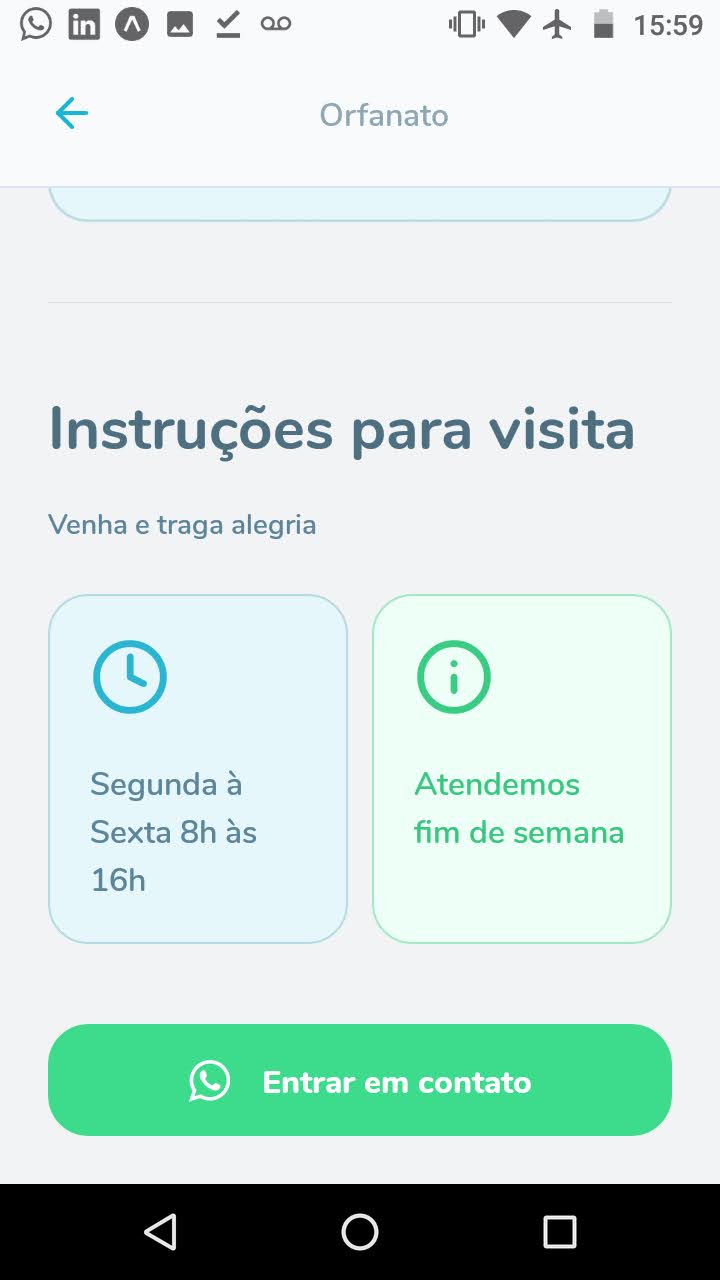 15:59
Orfanato
Instruções para visita
Venha e traga alegria
Segunda à
Sexta 8h às
16h
Atendemos
fim de semana
Entrar em contato